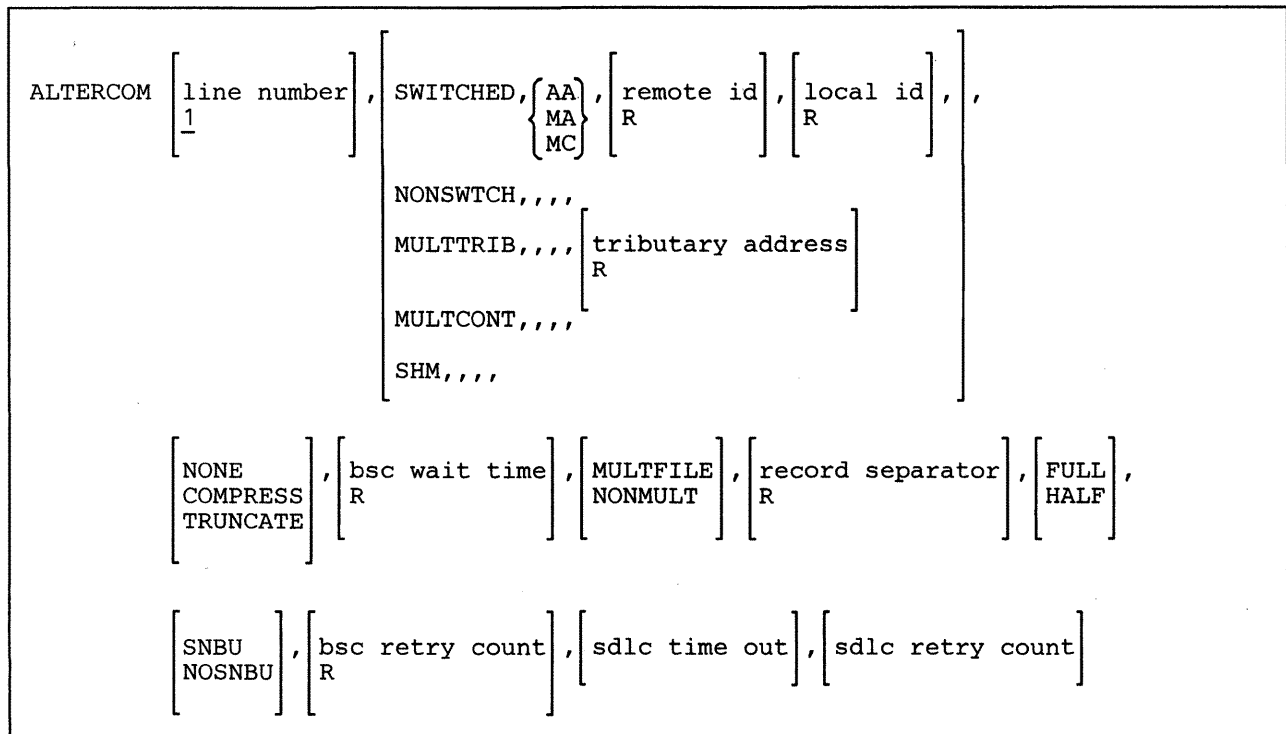 ALTERCOM [line number], [SWITCHED,{AA}, [remote id], [local id], ,
1 MA R R
MC
NONSWTCH,,,,
MULTTRIB,,,,[tributary address]
R
MULTCONT,,,,
SHM,,,,
[NONE], [bsc wait time], [MULTFILE], [record separator], [FULL],
COMPRESS R NONMULT R HALF
TRUNCATE
[SNBU], [bsc retry count], [sdlc time out], [sdlc retry count]
NOSNBU R